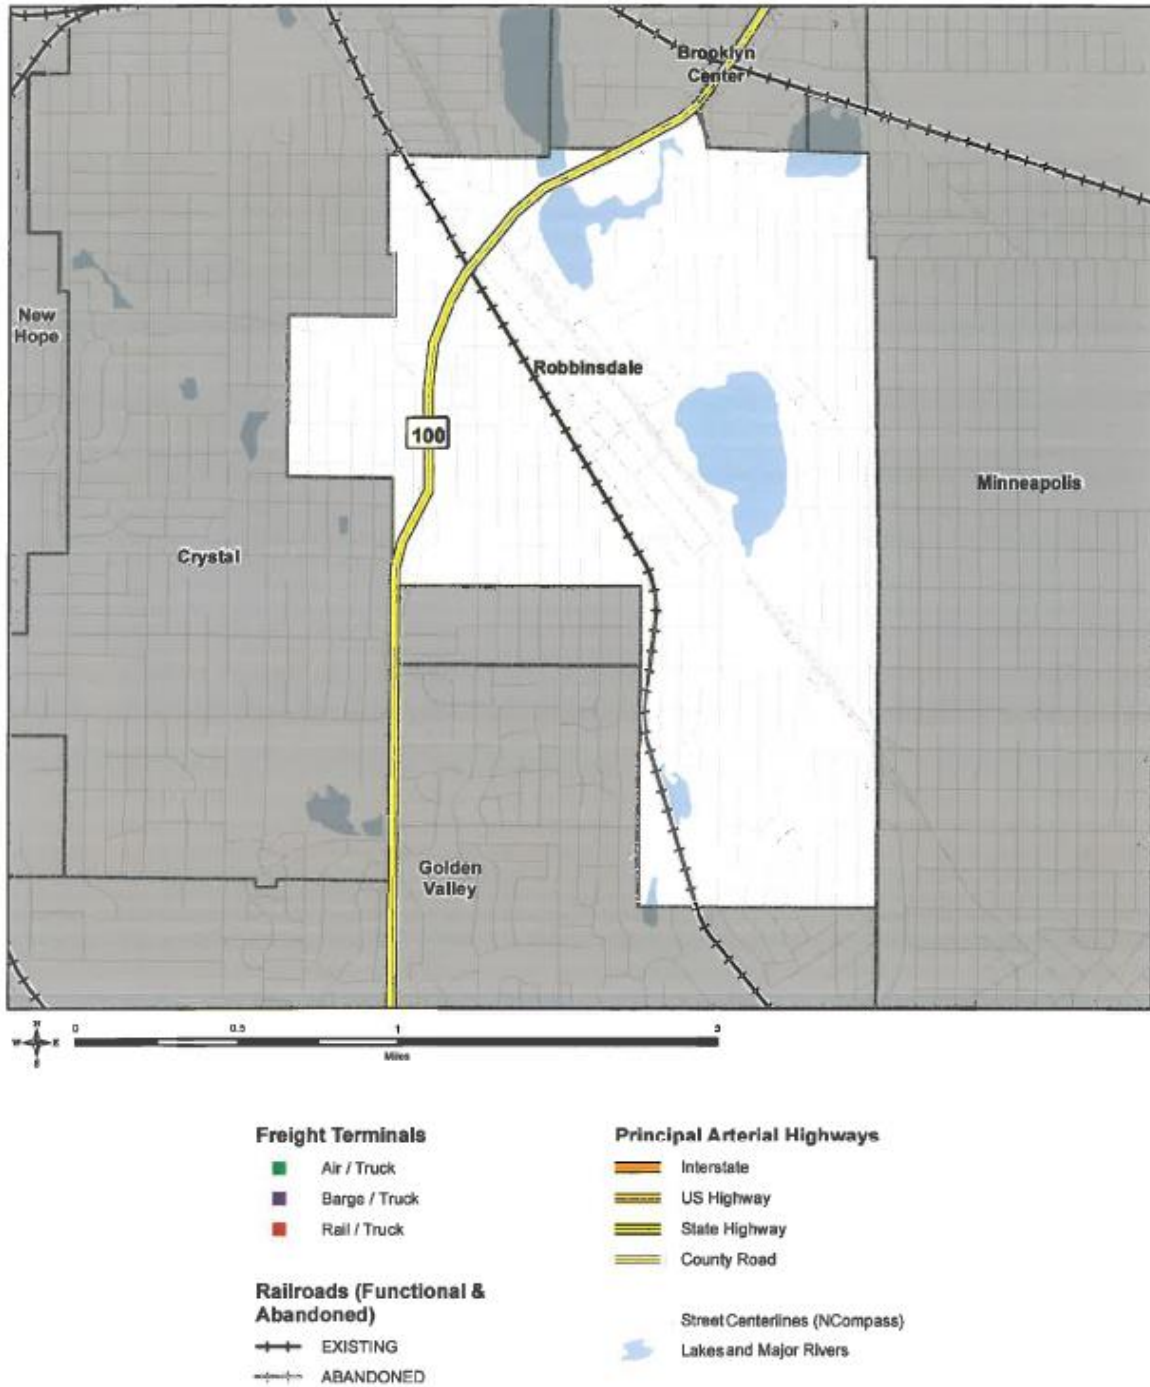 Brooklyn
Center
New
Hope
Robbinsdale
100
Minneapolis
Crystal
Golden
Valley
N
W E
S
0 0.5 1 2
Miles
Freight Terminals
Air / Truck
Barge / Truck
Rail / Truck
Railroads (Functional &
Abandoned)
EXISTING
ABANDONED
Principal Arterial Highways
Interstate
US Highway
State Highway
County Road
Street Centerlines (NCompass)
Lakes and Major Rivers